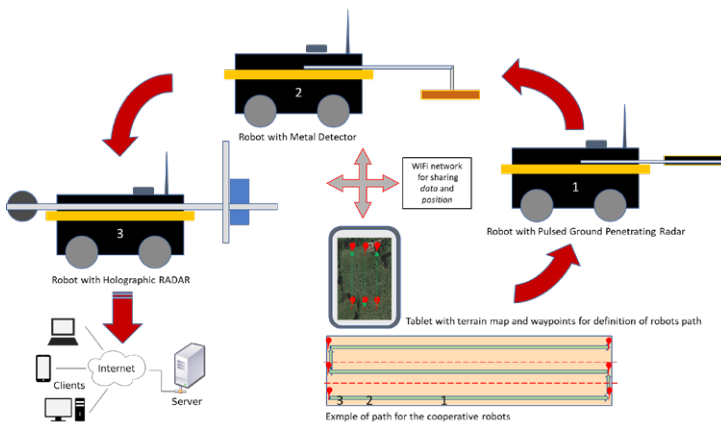 2
Robot with Metal Detector
WIFi network
for sharing
data and
position
1
Robot with Pulsed Ground Penetrating Radar
3
Robot with Holographic RADAR
Tablet with terrain map and waypoints for definition of robots path
Internet
Clients
Server
3 2 1
Exmple of path for the cooperative robots